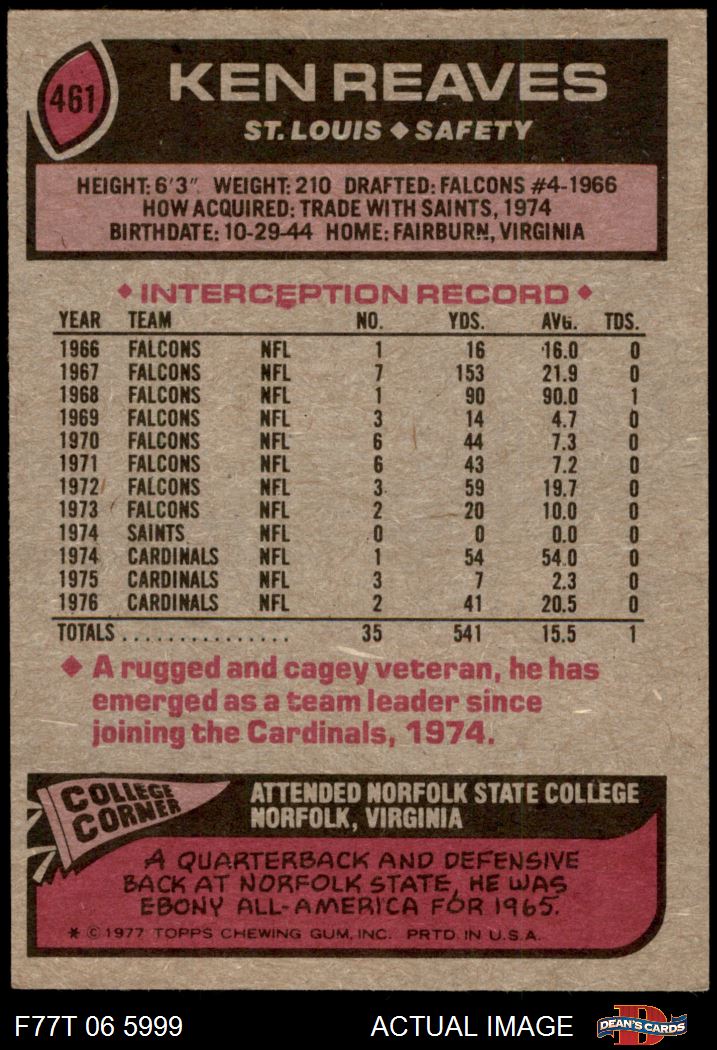 461
KEN REAVES
ST. LOUIS ◆ SAFETY
HEIGHT: 6'3" WEIGHT: 210 DRAFTED: FALCONS #4-1966
HOW ACQUIRED: TRADE WITH SAINTS, 1974
BIRTHDATE: 10-29-44 HOME: FAIRBURN, VIRGINIA
◆ INTERCEPTION RECORD ◆
YEAR TEAM NO. YDS. AVG. TDS.
1966 FALCONS NFL 1 16 16.0 0
1967 FALCONS NFL 7 153 21.9 0
1968 FALCONS NFL 1 90 90.0 1
1969 FALCONS NFL 3 14 4.7 0
1970 FALCONS NFL 6 44 7.3 0
1971 FALCONS NFL 6 43 7.2 0
1972 FALCONS NFL 3 59 19.7 0
1973 FALCONS NFL 2 20 10.0 0
1974 SAINTS NFL 0 0 0.0 0
1974 CARDINALS NFL 1 54 54.0 0
1975 CARDINALS NFL 3 7 2.3 0
1976 CARDINALS NFL 2 41 20.5 0
TOTALS . . . . . . . . . . . . . . . 35 541 15.5 1
◆ A rugged and cagey veteran, he has
emerged as a team leader since
joining the Cardinals, 1974.
COLLEGE
CORNER
ATTENDED NORFOLK STATE COLLEGE
NORFOLK, VIRGINIA
A QUARTERBACK AND DEFENSIVE
BACK AT NORFOLK STATE, HE WAS
EBONY ALL-AMERICA FOR 1965.
* © 1977 TOPPS CHEWING GUM, INC. PRTD. IN U.S.A.
F77T 06 5999 ACTUAL IMAGE
D
DEAN'S CARDS